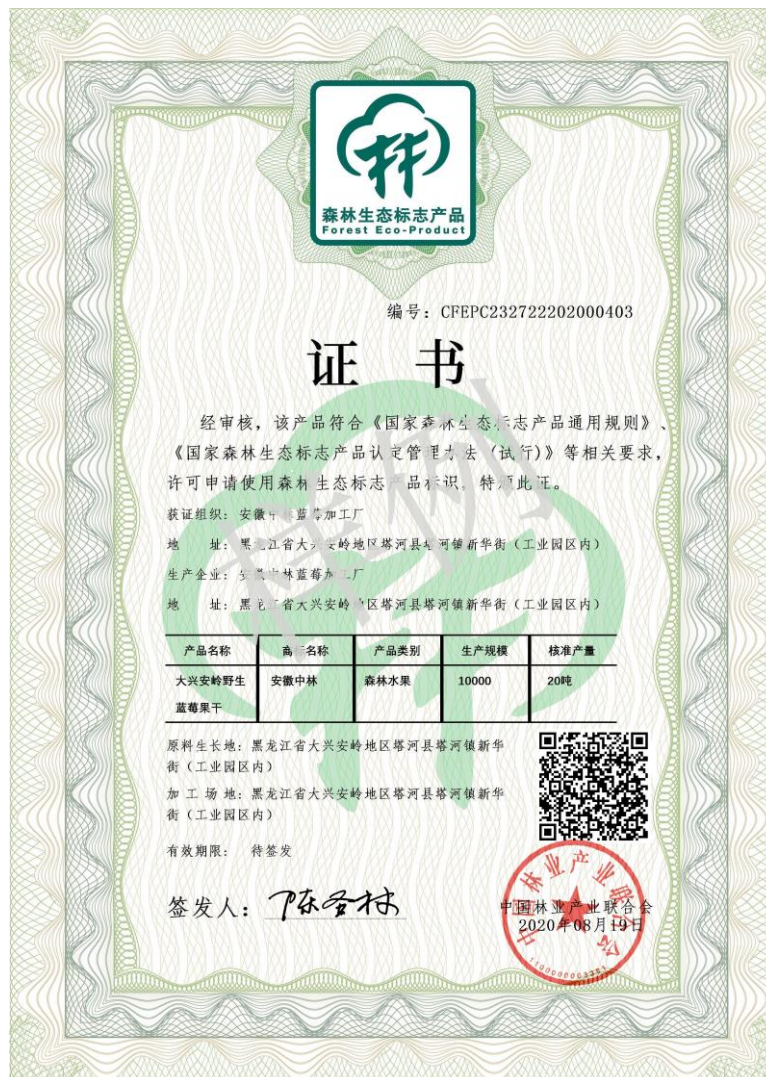 森林生态标志产品
Forest Eco-Product
编号：CFEPC232722202000403
证 书
经审核，该产品符合《国家森林生态标志产品通用规则》、
《国家森林生态标志产品认定管理办法（试行）》等相关要求，
许可申请使用森林生态标志产品标识。特颁此证。
获证组织：安徽中林蓝莓加工厂
地 址：黑龙江省大兴安岭地区塔河县塔河镇新华街（工业园区内）
生产企业：安徽中林蓝莓加工厂
地 址：黑龙江省大兴安岭地区塔河县塔河镇新华街（工业园区内）
样例
产品名称 商标名称 产品类别 生产规模 核准产量
大兴安岭野生 安徽中林 森林水果 10000 20吨
蓝莓果干
原料生长地：黑龙江省大兴安岭地区塔河县塔河镇新华
街（工业园区内）
加工场地：黑龙江省大兴安岭地区塔河县塔河镇新华
街（工业园区内）
有效期限： 待签发
签发人：陈圣林
中国林业产业联合会
中国林业产业联合会
2020年08月19日